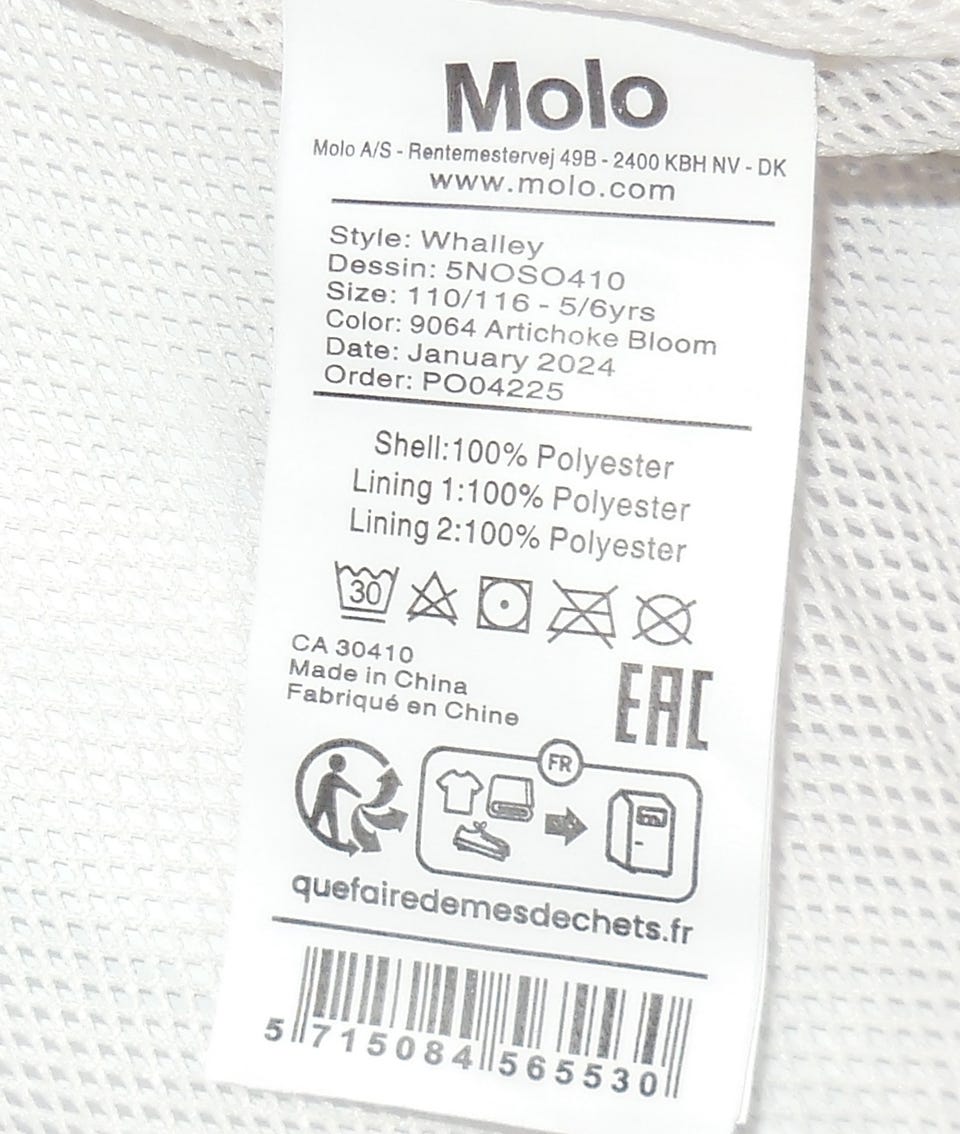 Molo
Molo A/S - Rentemestervej 49B - 2400 KBH NV - DK
www.molo.com
Style: Whalley
Dessin: 5NOSO410
Size: 110/116 - 5/6yrs
Color: 9064 Artichoke Bloom
Date: January 2024
Order: PO04225
Shell:100% Polyester
Lining 1:100% Polyester
Lining 2:100% Polyester
30
CA 30410
Made in China
Fabriqué en Chine
EAC
FR
quefairedemesdechets.fr
5 715084 565530